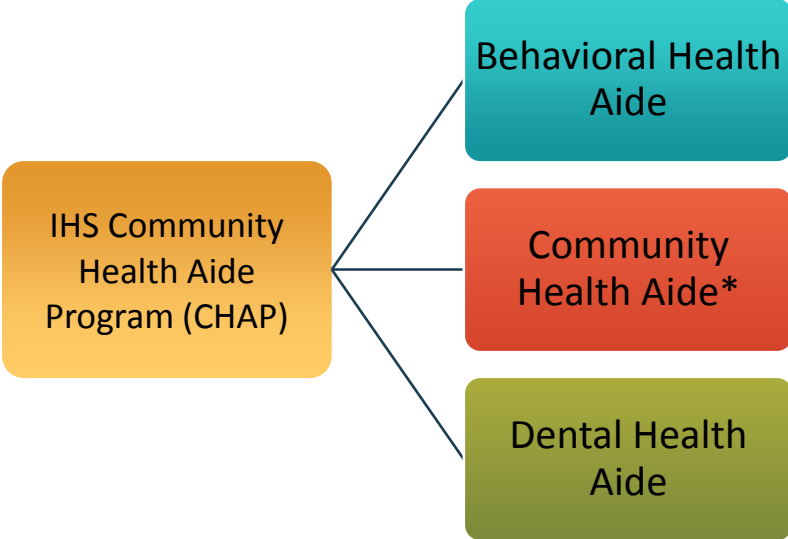 IHS Community
Health Aide
Program (CHAP)
Behavioral Health
Aide
Community
Health Aide*
Dental Health
Aide